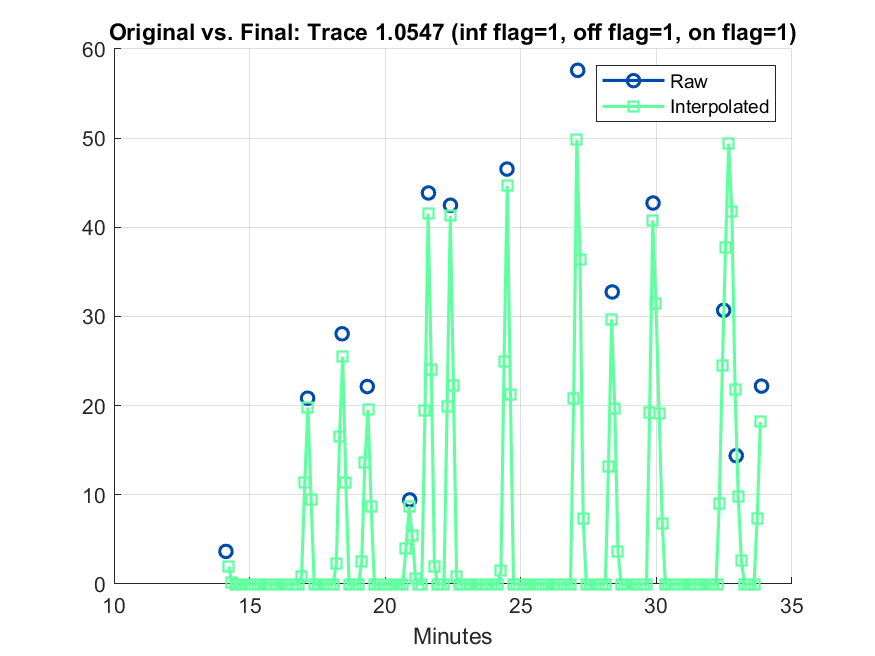 Original vs. Final: Trace 1.0547 (inf flag=1, off flag=1, on flag=1)
60
Raw
Interpolated
50
40
30
20
10
0
10 15 20 25 30 35
Minutes